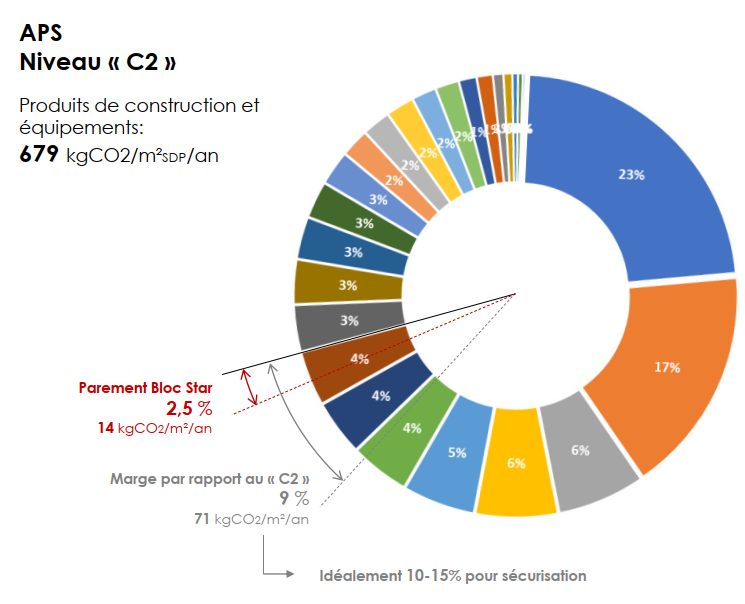 APS
Niveau « C2 »
Produits de construction et
équipements:
679 kgCO2/m²SDP/an
23%
17%
6%
6%
5%
4%
4%
4%
3%
3%
3%
3%
3%
2%
2%
2%
2%
2%
1%
Parement Bloc Star
2,5 %
14 kgCO2/m²/an
Marge par rapport au « C2 »
9 %
71 kgCO2/m²/an
Idéalement 10-15% pour sécurisation